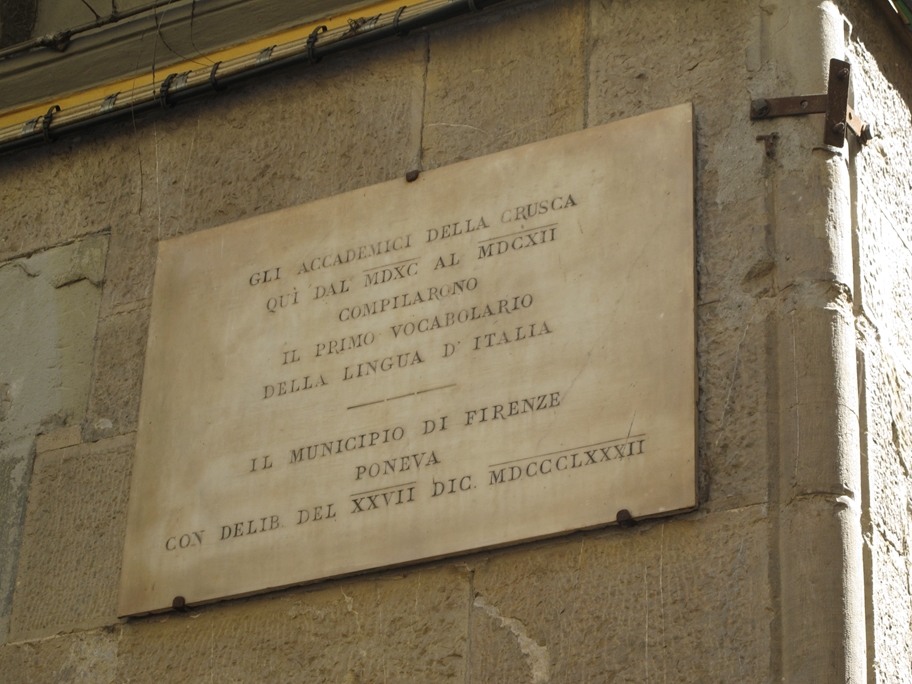 GLI ACCADEMICI DELLA CRUSCA
QUÌ DAL MDXC AL MDCXII
COMPILARONO
IL PRIMO VOCABOLARIO
DELLA LINGUA D' ITALIA
IL MUNICIPIO DI FIRENZE
PONEVA
CON DELIB. DEL XXVII DIC. MDCCCLXXXII